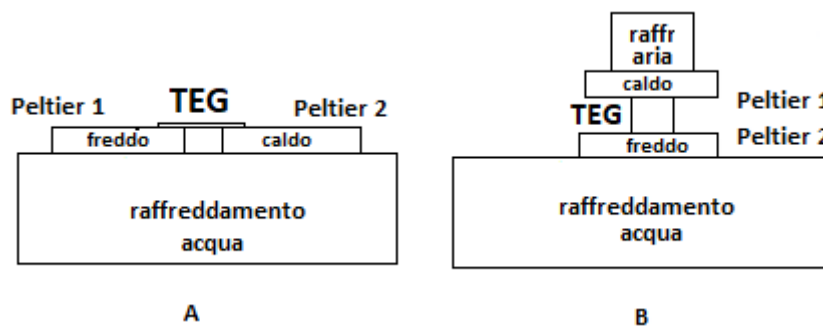 Peltier 1
TEG
Peltier 2
freddo
caldo
raffreddamento
acqua
A
raffr
aria
caldo
TEG
Peltier 1
Peltier 2
freddo
raffreddamento
acqua
B